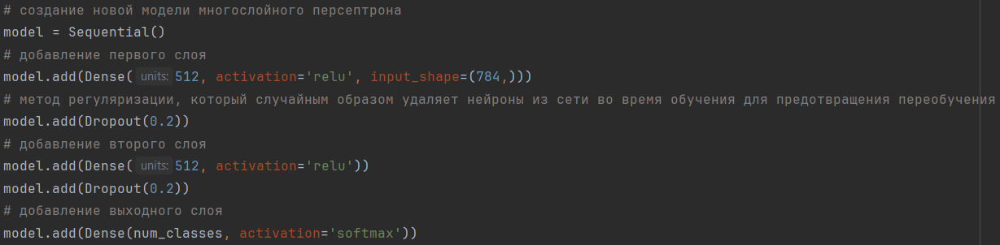 # создание новой модели многослойного персептрона
model = Sequential()
# добавление первого слоя
model.add(Dense( units: 512, activation='relu', input_shape=(784,)))
# метод регуляризации, который случайным образом удаляет нейроны из сети во время обучения для предотвращения переобучения
model.add(Dropout(0.2))
# добавление второго слоя
model.add(Dense( units: 512, activation='relu'))
model.add(Dropout(0.2))
# добавление выходного слоя
model.add(Dense(num_classes, activation='softmax'))